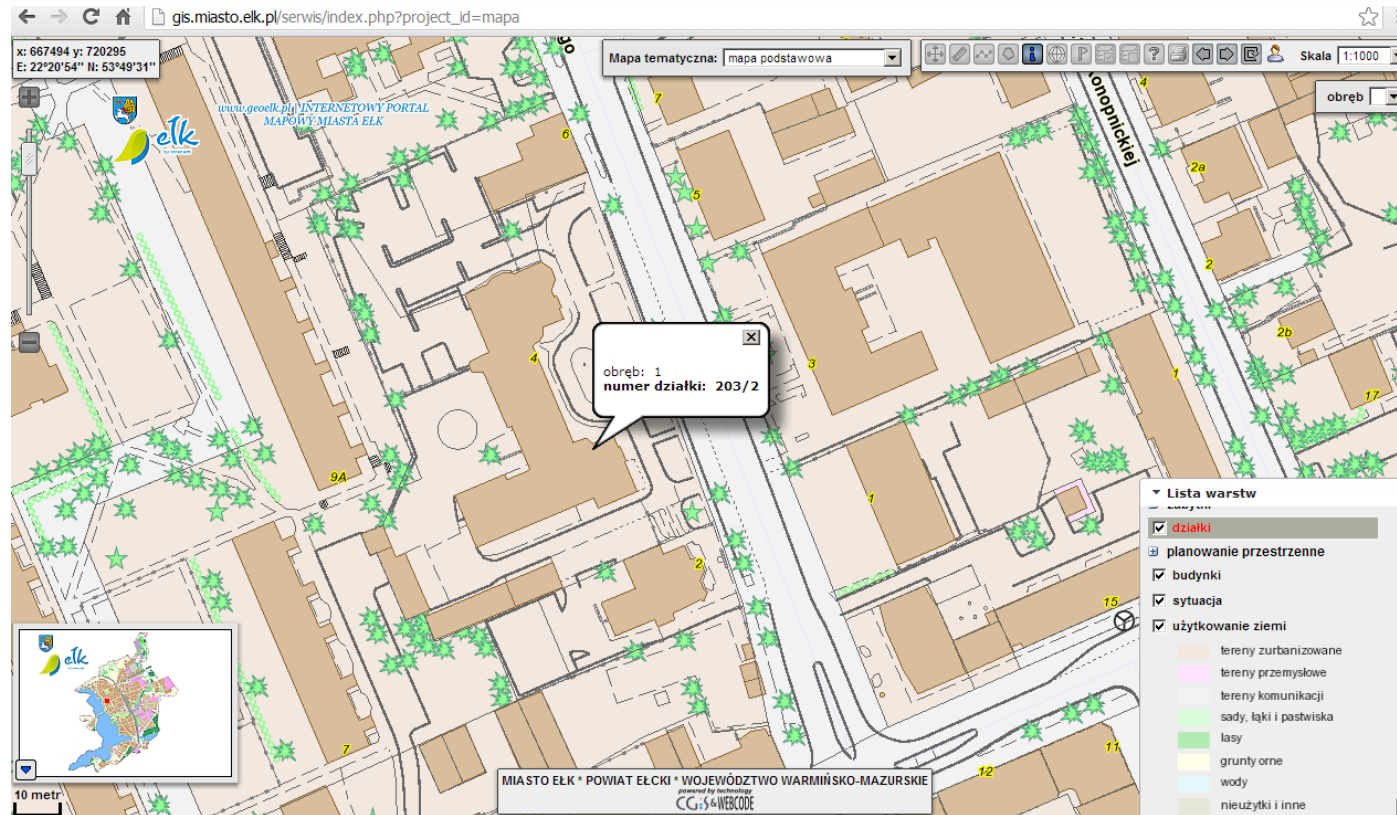 gis.miasto.elk.pl/serwis/index.php?project_id=mapa
x: 667494 y: 720295
E: 22°20'54" N: 53°49'31"
Mapa tematyczna: mapa podstawowa
Skala 1:1000
obręb
www.geoelk.pl | INTERNETOWY PORTAL
MAPOWY MIASTA EŁK
ełk
go
Konopnickiej
7
6
5
4
2a
2
2b
17
1
3
4
obręb: 1
numer działki: 203/2
9A
1
2
15
7
11
12
Lista warstw
zabytki
działki
planowanie przestrzenne
budynki
sytuacja
użytkowanie ziemi
tereny zurbanizowane
tereny przemysłowe
tereny komunikacji
sady, łąki i pastwiska
lasy
grunty orne
wody
nieużytki i inne
ełk
10 metr
MIASTO EŁK * POWIAT EŁCKI * WOJEWÓDZTWO WARMIŃSKO-MAZURSKIE
powered by technology
CGiS&WEBCODE